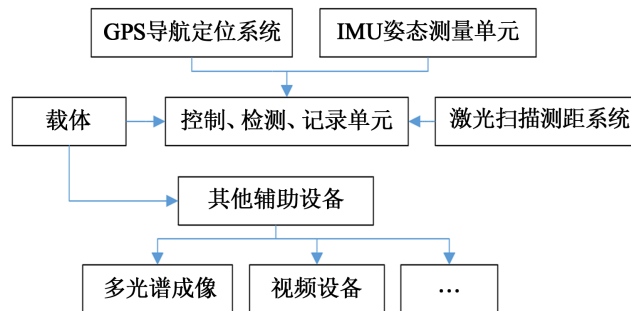 GPS导航定位系统
IMU姿态测量单元
载体
控制、检测、记录单元
激光扫描测距系统
其他辅助设备
多光谱成像
视频设备
…